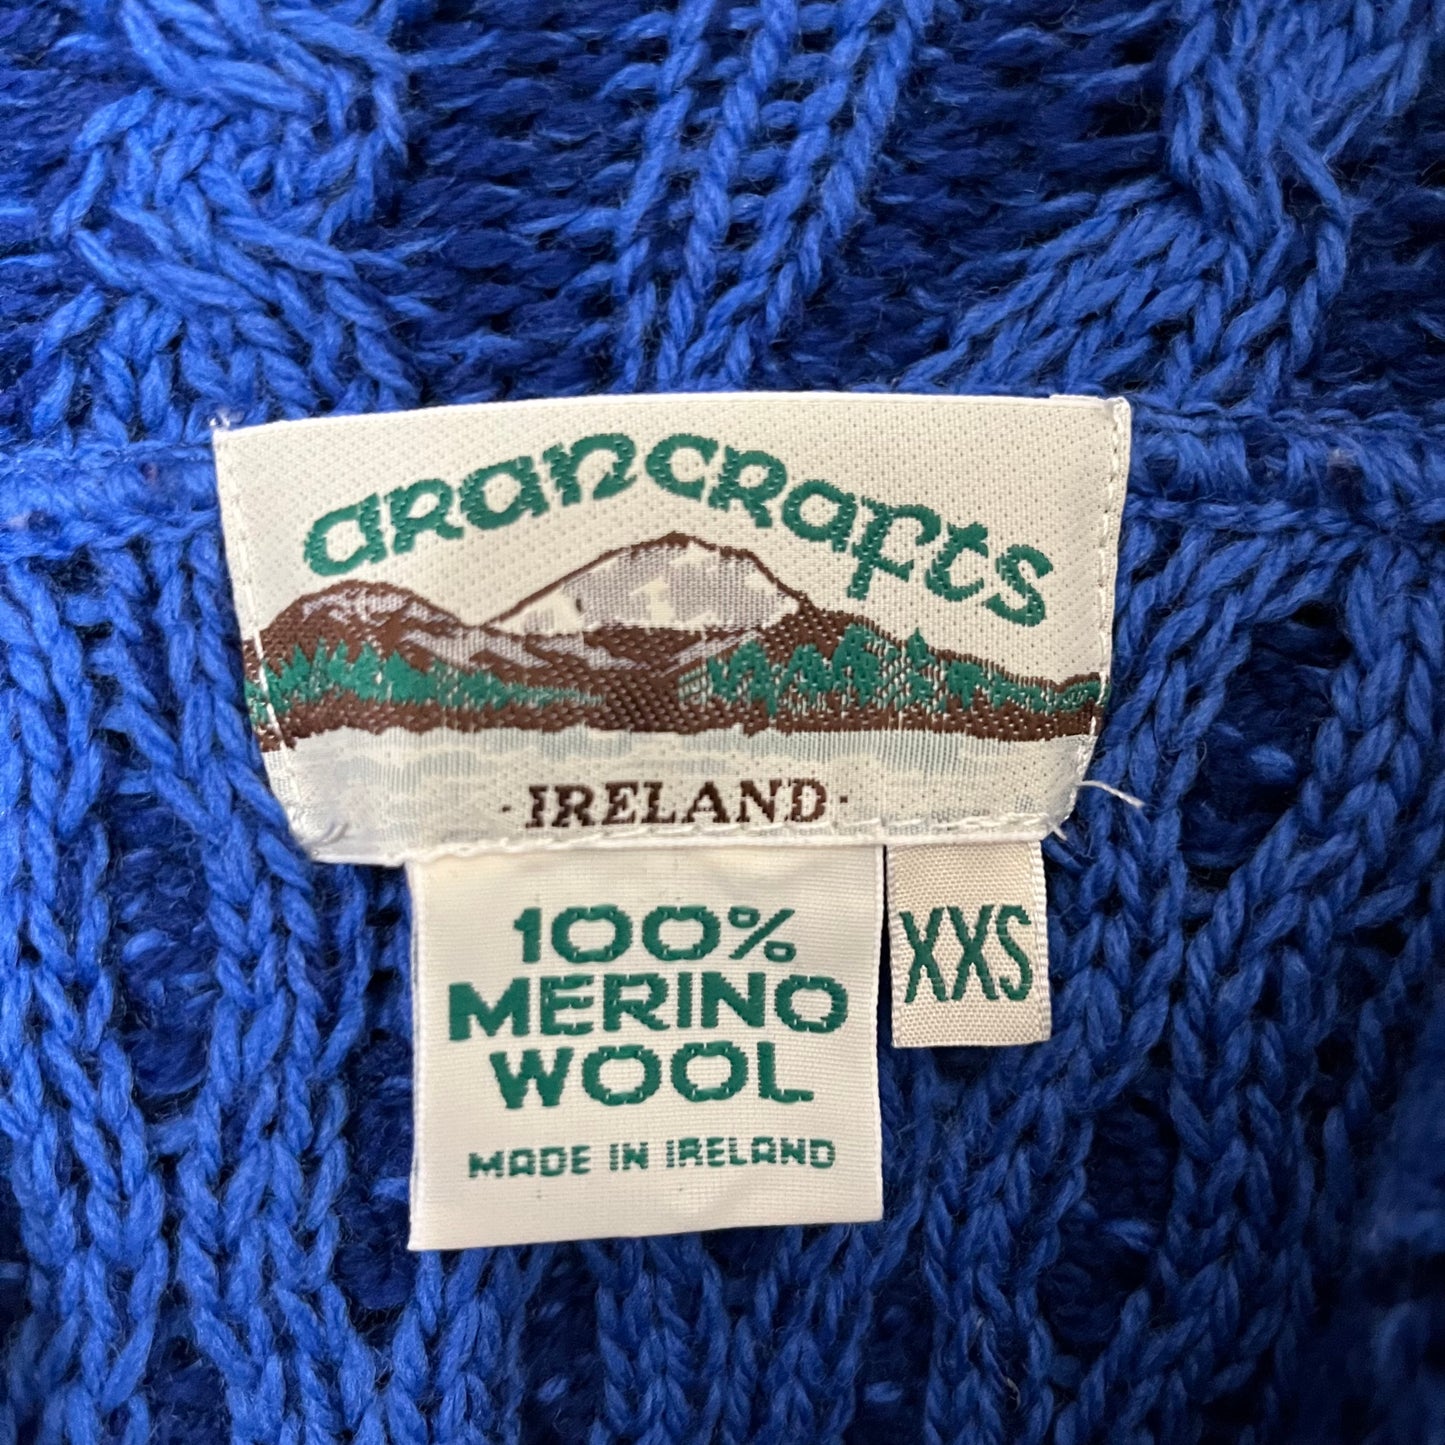 arancrafts
· IRELAND ·
100%
MERINO
WOOL
MADE IN IRELAND
XXS